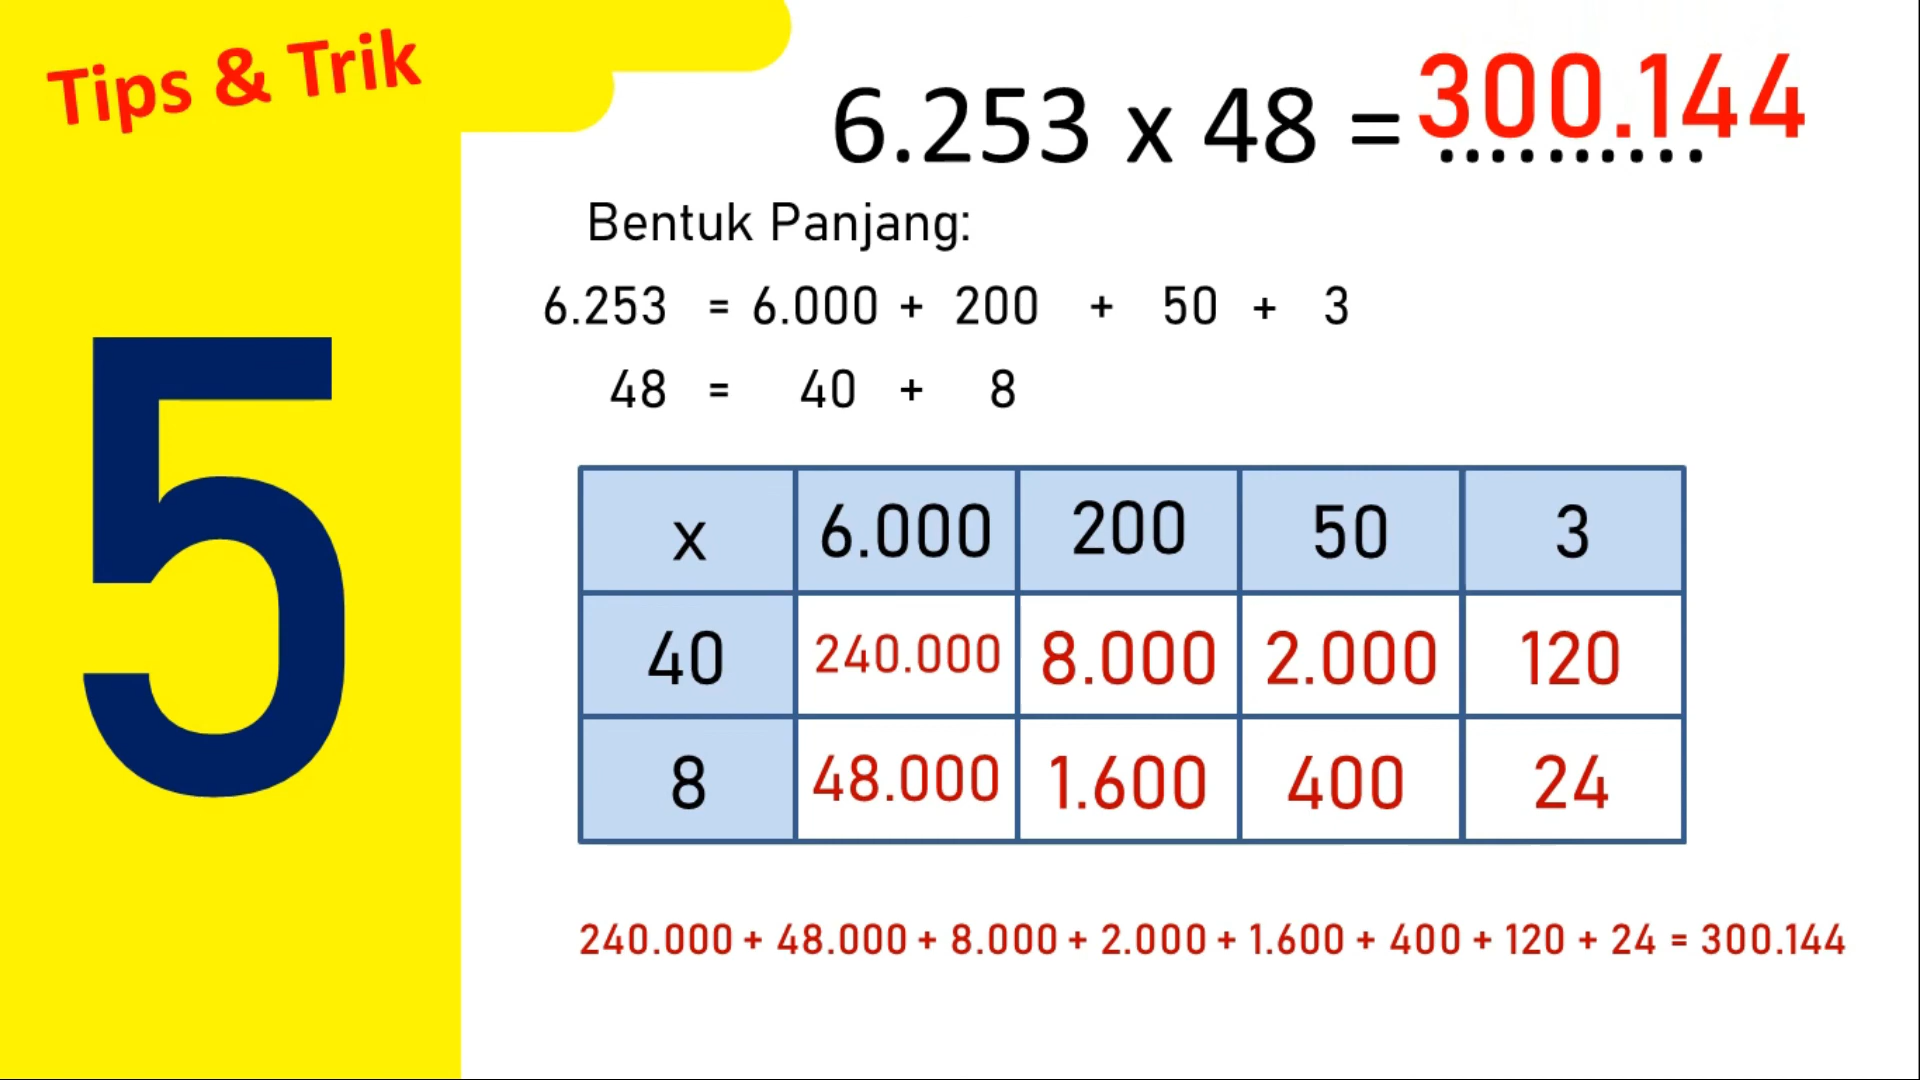 Tips & Trik
5
6.253 x 48 = ..........
300.144
Bentuk Panjang:
6.253 = 6.000 + 200 + 50 + 3
48 = 40 + 8
x 6.000 200 50 3
40 240.000 8.000 2.000 120
8 48.000 1.600 400 24
240.000 + 48.000 + 8.000 + 2.000 + 1.600 + 400 + 120 + 24 = 300.144